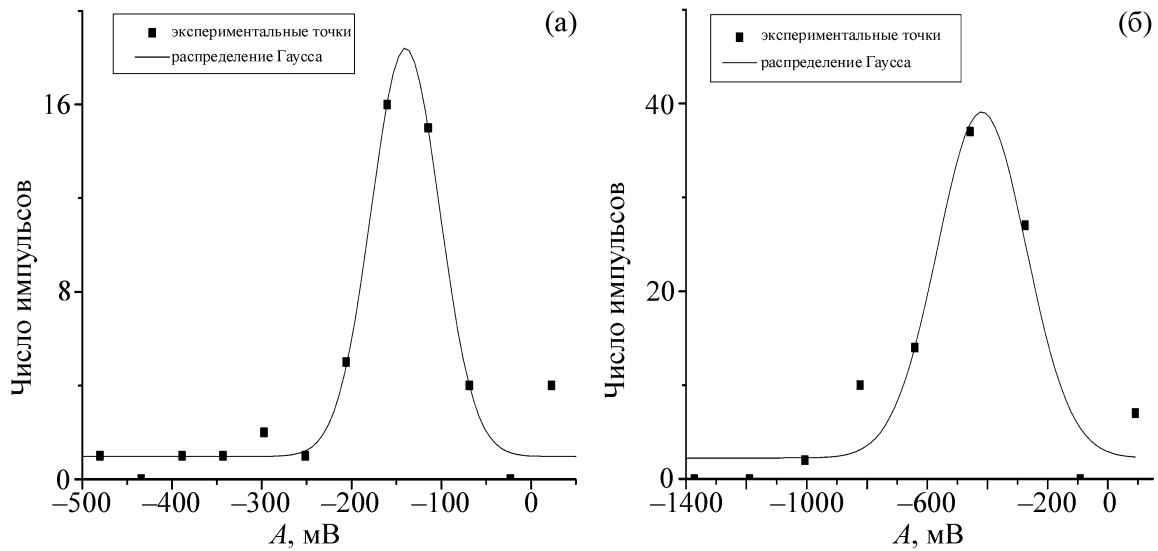 (а)
экспериментальные точки
распределение Гаусса
Число импульсов
16
8
0
–500 –400 –300 –200 –100 0
A, мВ
(б)
экспериментальные точки
распределение Гаусса
Число импульсов
40
20
0
–1400 –1000 –600 –200 0
A, мВ